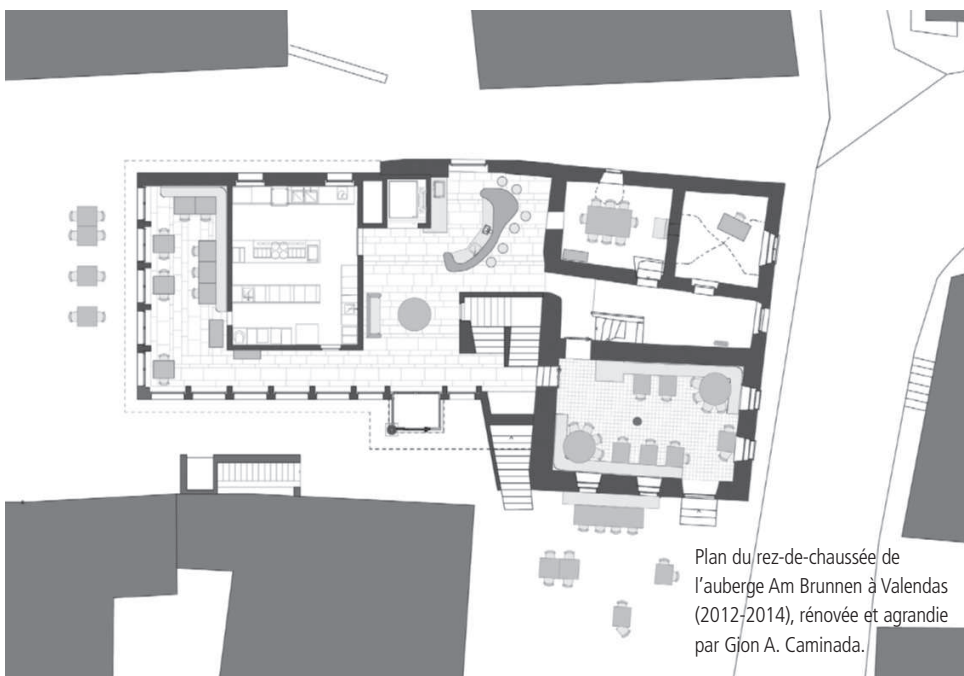 Plan du rez-de-chaussée de
l’auberge Am Brunnen à Valendas
(2012-2014), rénovée et agrandie
par Gion A. Caminada.